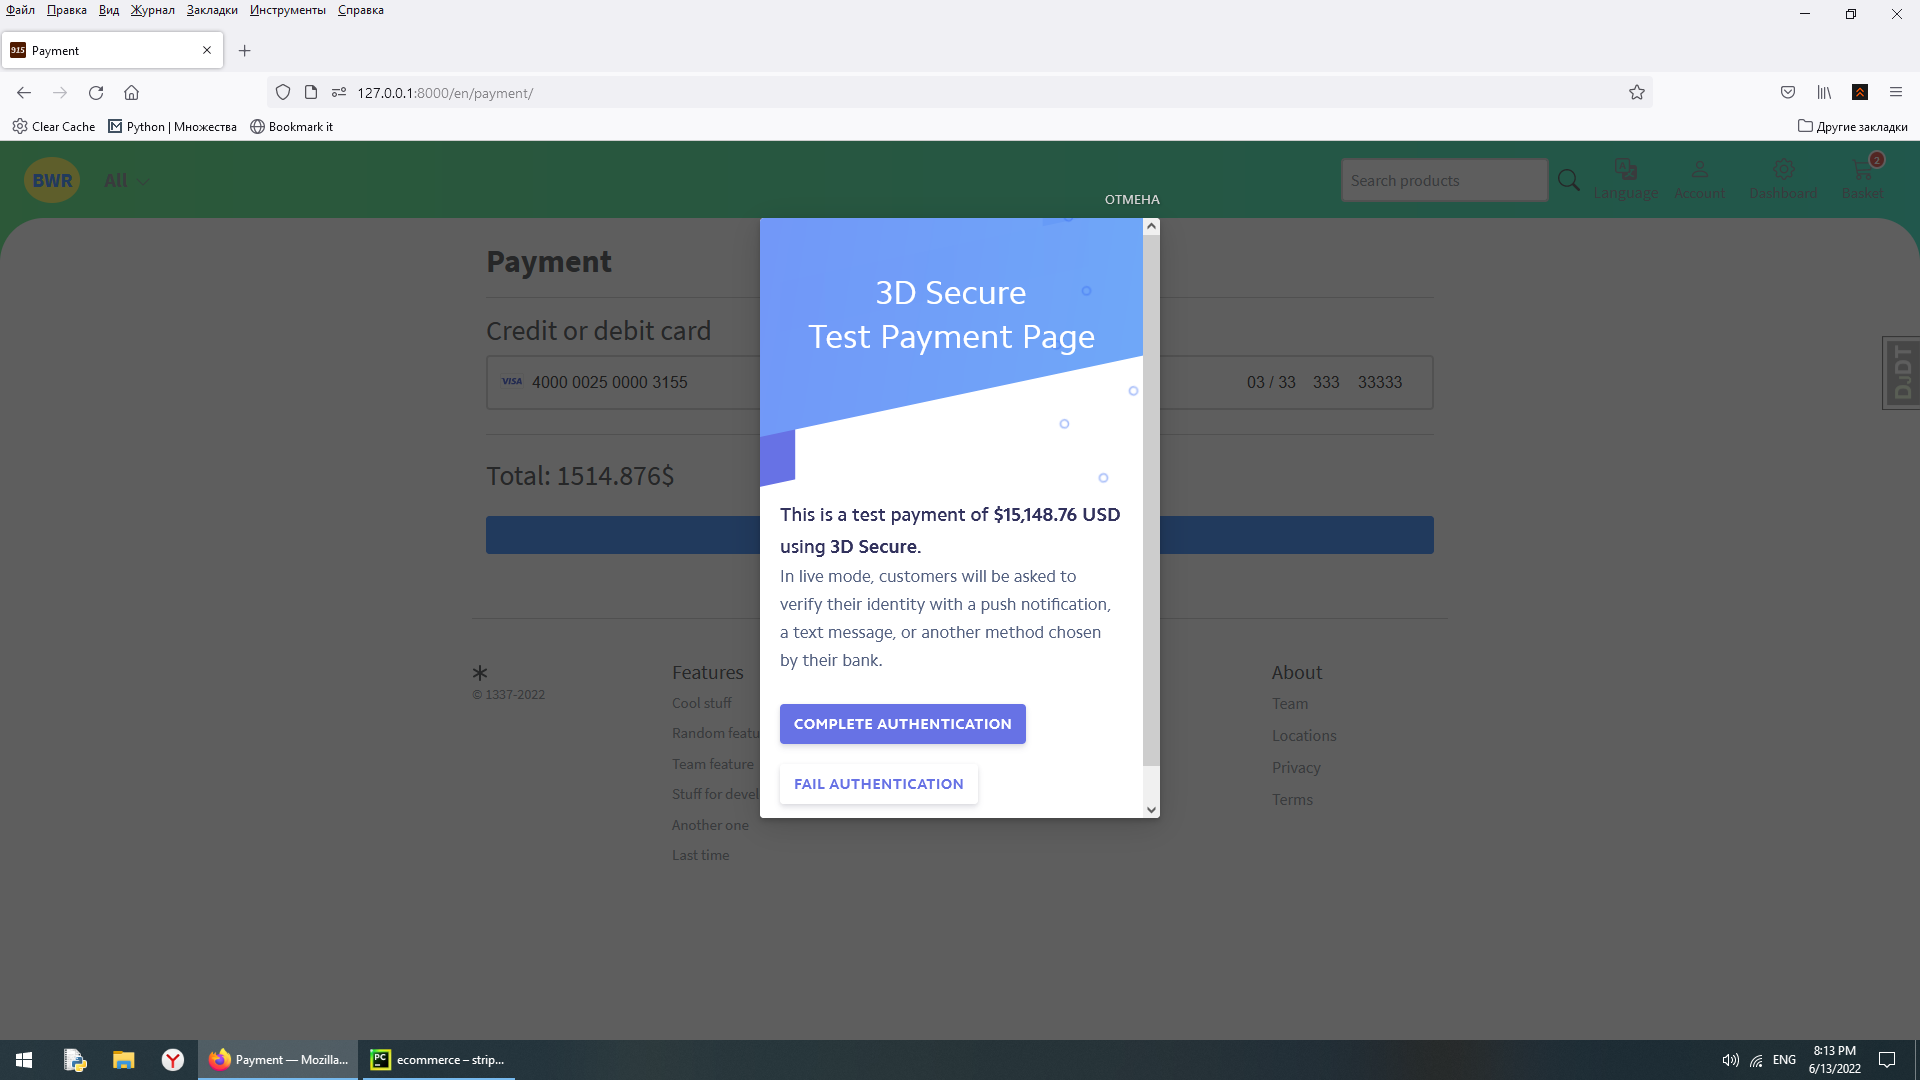 Файл Правка Вид Журнал Закладки Инструменты Справка
915 Payment
127.0.0.1:8000/en/payment/
Clear Cache Python | Множества Bookmark it Другие закладки
BWR All Search products Language Account Dashboard 2 Basket
ОТМЕНА
Payment
Credit or debit card
VISA 4000 0025 0000 3155 03 / 33 333 33333
Total: 1514.876$
DJDT
3D Secure
Test Payment Page
This is a test payment of $15,148.76 USD
using 3D Secure.
In live mode, customers will be asked to
verify their identity with a push notification,
a text message, or another method chosen
by their bank.
COMPLETE AUTHENTICATION
FAIL AUTHENTICATION
© 1337-2022
Features
Cool stuff
Random featu
Team feature
Stuff for devel
Another one
Last time
About
Team
Locations
Privacy
Terms
Payment — Mozilla... PC ecommerce – strip... ENG 8:13 PM
6/13/2022